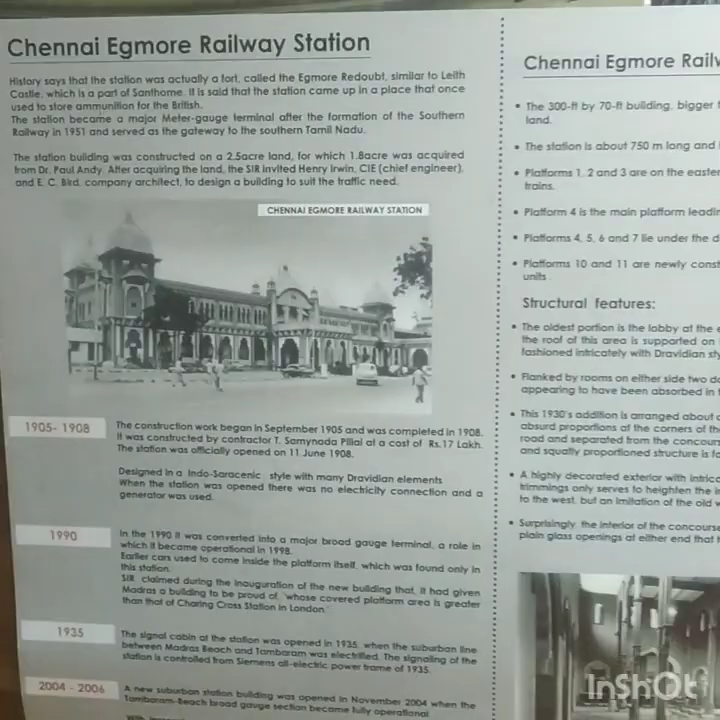 Chennai Egmore Railway Station
History says that the station was actually a fort, called the Egmore Redoubt, similar to Leith
Castle, which is a part of Santhome. It is said that the station came up in a place that once
used to store ammunition for the British.
The station became a major Meter-gauge terminal after the formation of the Southern
Railway in 1951 and served as the gateway to the southern Tamil Nadu.
The station building was constructed on a 2.5acre land, for which 1.8acre was acquired
from Dr. Paul Andy. After acquiring the land, the SIR invited Henry Irwin, CIE (chief engineer),
and E. C. Bird, company architect, to design a building to suit the traffic need.
CHENNAI EGMORE RAILWAY STATION
1905- 1908
The construction work began in September 1905 and was completed in 1908.
It was constructed by contractor T. Samynada Pillai at a cost of Rs.17 Lakh.
The station was officially opened on 11 June 1908.
Designed in a Indo-Saracenic style with many Dravidian elements
When the station was opened there was no electricity connection and a
generator was used.
1990
In the 1990 it was converted into a major broad gauge terminal, a role in
which it became operational in 1998.
Earlier cars used to come inside the platform itself, which was found only in
this station.
SIR claimed during the inauguration of the new building that, it had given
Madras a building to be proud of "whose covered platform area is greater
than that of Charing Cross Station in London."
1935
The signal cabin at the station was opened in 1935, when the suburban line
between Madras Beach and Tambaram was electrified. The signaling of the
station is controlled from Siemens all-electric power frame of 1935.
2004 - 2006
A new suburban station building was opened in November 2004 when the
Tambaram-Beach broad gauge section became fully operational.
Chennai Egmore Railw
• The 300-ft by 70-ft building, bigger
land.
• The station is about 750 m long and
• Platforms 1, 2 and 3 are on the easter
trains.
• Platform 4 is the main platform leadin
• Platforms 4, 5, 6 and 7 lie under the d
• Platforms 10 and 11 are newly const
units .
Structural features:
• The oldest portion is the lobby at the
the roof of this area is supported on
fashioned intricately with Dravidian sty
• Flanked by rooms on either side two
appearing to have been absorbed in
• This 1930's addition is arranged about
absurd proportions at the corners of th
road and separated from the concour
and squatly proportioned structure is
• A highly decorated exterior with intric
trimmings only serves to heighten the
to the west, but an imitation of the old
• Surprisingly the interior of the concourse
plain glass openings at either end that
InShOt